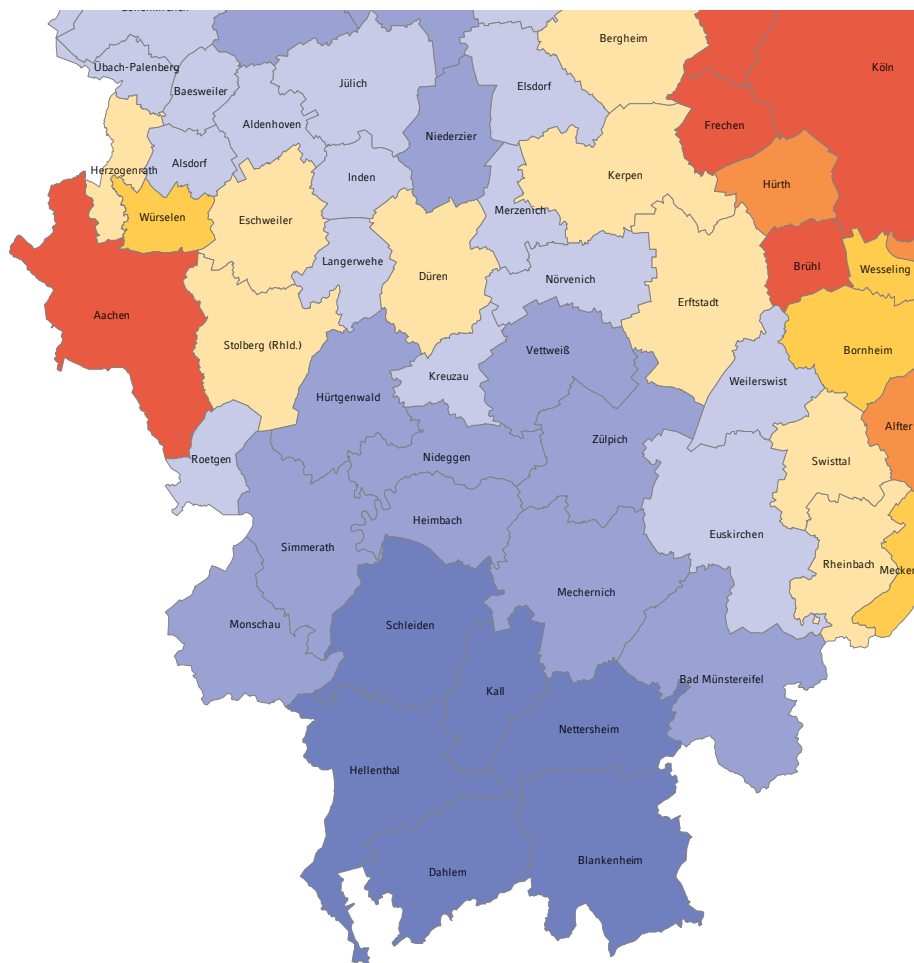 Bergheim
Köln
Übach-Palenberg
Baesweiler
Jülich
Elsdorf
Aldenhoven
Niederzier
Frechen
Herzogenrath
Alsdorf
Inden
Kerpen
Hürth
Würselen
Eschweiler
Merzenich
Langerwehe
Düren
Nörvenich
Brühl
Wesseling
Aachen
Erftstadt
Stolberg (Rhld.)
Vettweiß
Bornheim
Kreuzau
Weilerswist
Hürtgenwald
Zülpich
Alfter
Roetgen
Nideggen
Swisttal
Heimbach
Simmerath
Euskirchen
Rheinbach
Mecken
Mechernich
Monschau
Schleiden
Kall
Bad Münstereifel
Nettersheim
Hellenthal
Dahlem
Blankenheim